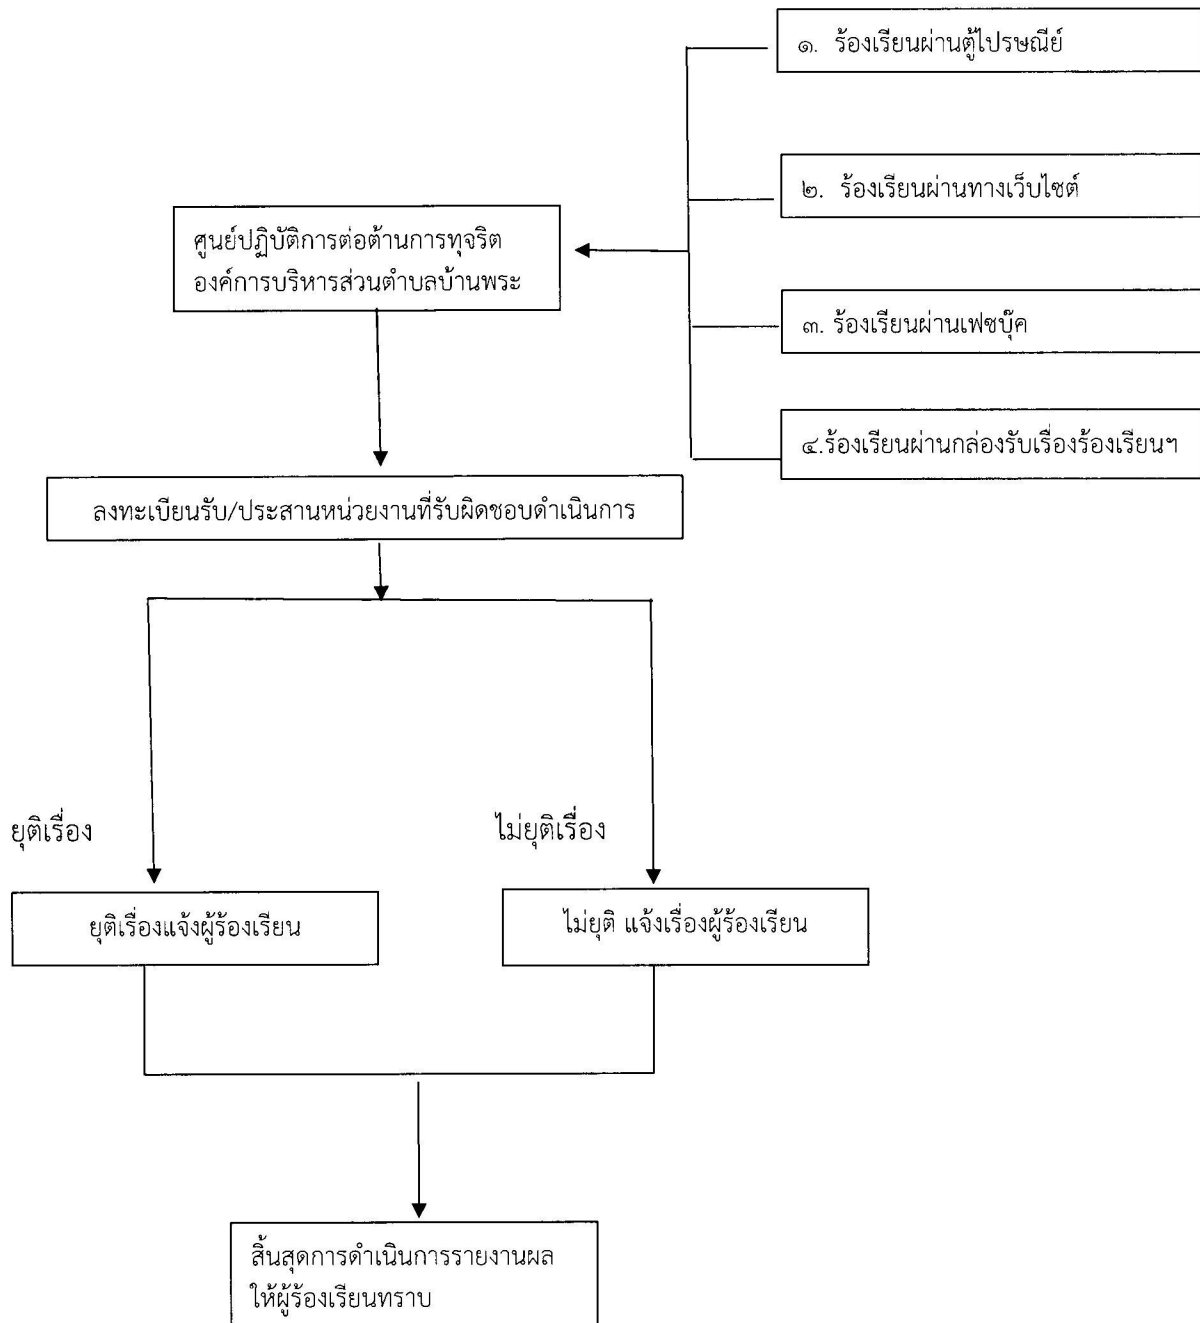 ๑. ร้องเรียนผ่านตู้ไปรษณีย์
๒. ร้องเรียนผ่านทางเว็บไซต์
ศูนย์ปฏิบัติการต่อต้านการทุจริต
องค์การบริหารส่วนตำบลบ้านพระ
๓. ร้องเรียนผ่านเฟซบุ๊ค
๔.ร้องเรียนผ่านกล่องรับเรื่องร้องเรียนฯ
ลงทะเบียนรับ/ประสานหน่วยงานที่รับผิดชอบดำเนินการ
ยุติเรื่อง
ไม่ยุติเรื่อง
ยุติเรื่องแจ้งผู้ร้องเรียน
ไม่ยุติ แจ้งเรื่องผู้ร้องเรียน
สิ้นสุดการดำเนินการรายงานผล
ให้ผู้ร้องเรียนทราบ